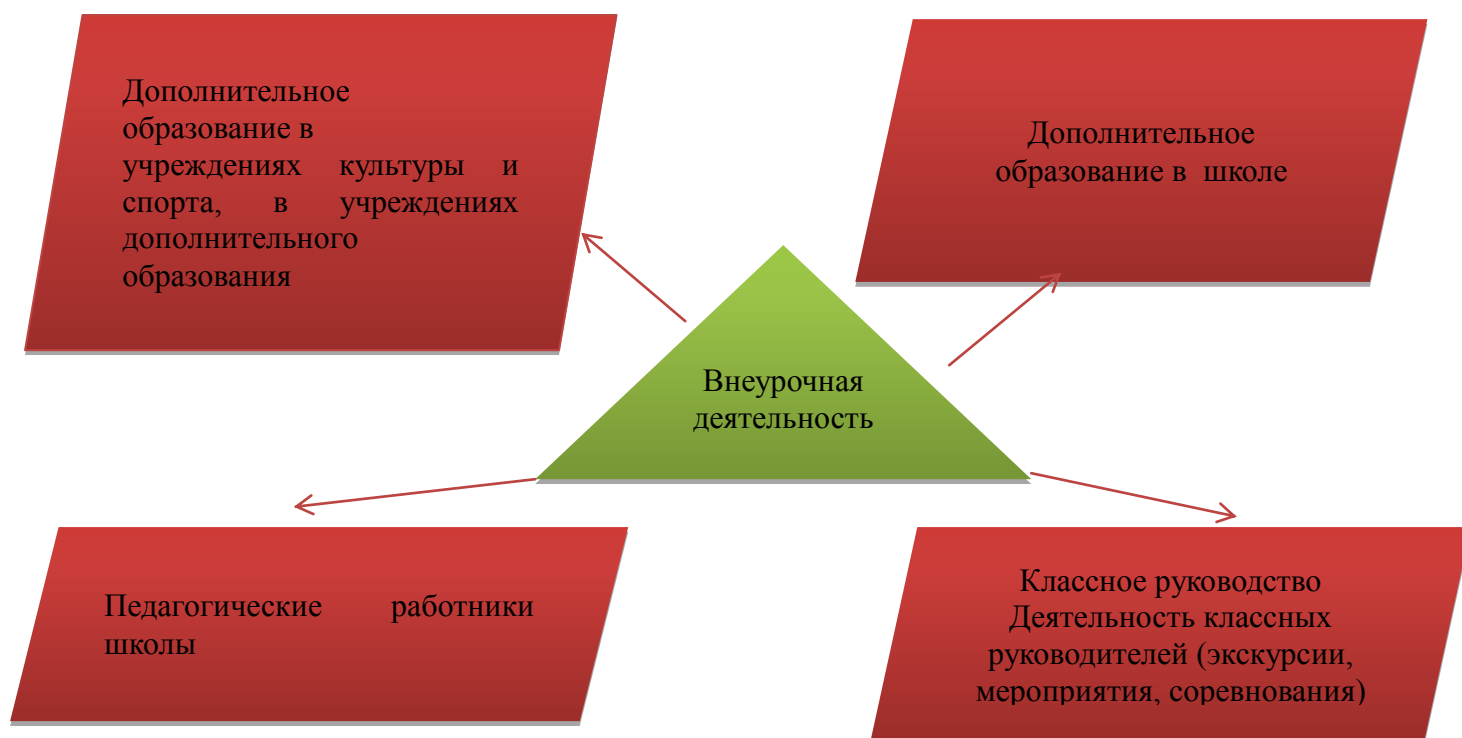 Дополнительное
образование в
учреждениях культуры и
спорта, в учреждениях
дополнительного
образования
Дополнительное
образование в школе
Внеурочная
деятельность
Педагогические работники
школы
Классное руководство
Деятельность классных
руководителей (экскурсии,
мероприятия, соревнования)